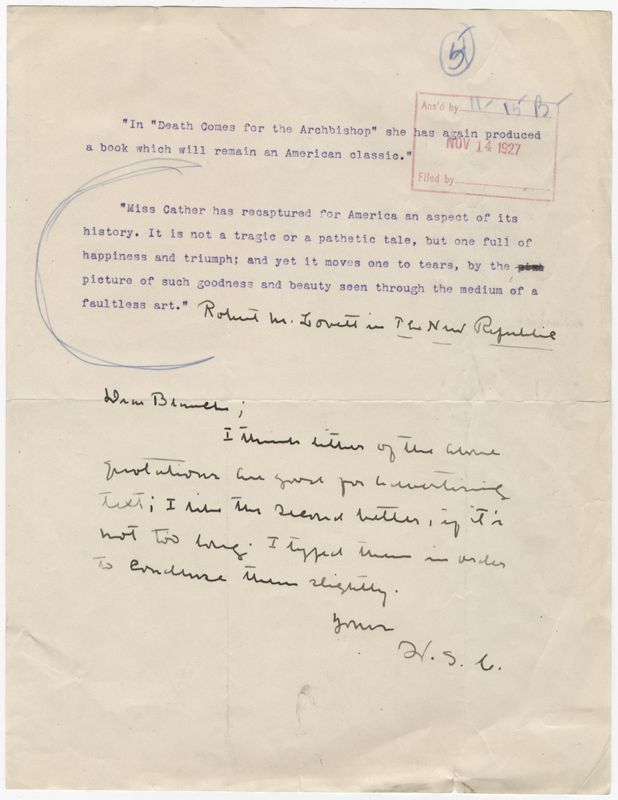 5
Ans'd by 11-15 B
NOV 14 1927
Filed by
"In "Death Comes for the Archbishop" she has again produced
a book which will remain an American classic."
"Miss Cather has recaptured for America an aspect of its
history. It is not a tragic or a pathetic tale, but one full of
happiness and triumph; and yet it moves one to tears, by the
picture of such goodness and beauty seen through the medium of a
faultless art." Robert M. Lovett in The New Republic
Dear Blanche;
I think either of the above
quotations are good for advertising
text; I like the second better, if it's
not too long. I typed them in order
to condense them slightly.
Yours
W. S. C.